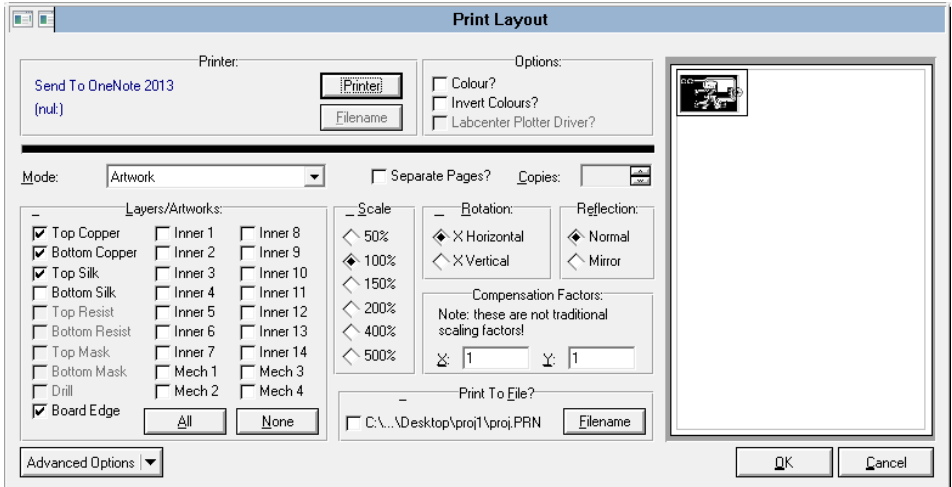 Print Layout
Printer:
Send To OneNote 2013
(nul:)
Printer
Filename
Options:
Colour?
Invert Colours?
Labcenter Plotter Driver?
Mode:
Artwork
Separate Pages?
Copies:
Layers/Artworks:
Top Copper
Bottom Copper
Top Silk
Bottom Silk
Top Resist
Bottom Resist
Top Mask
Bottom Mask
Drill
Board Edge
Inner 1
Inner 2
Inner 3
Inner 4
Inner 5
Inner 6
Inner 7
Mech 1
Mech 2
Inner 8
Inner 9
Inner 10
Inner 11
Inner 12
Inner 13
Inner 14
Mech 3
Mech 4
All
None
Scale
50%
100%
150%
200%
400%
500%
Rotation:
X Horizontal
X Vertical
Reflection:
Normal
Mirror
Compensation Factors:
Note: these are not traditional
scaling factors!
X: 1
Y: 1
Print To File?
C:\...\Desktop\proj1\proj.PRN
Filename
Advanced Options
OK
Cancel